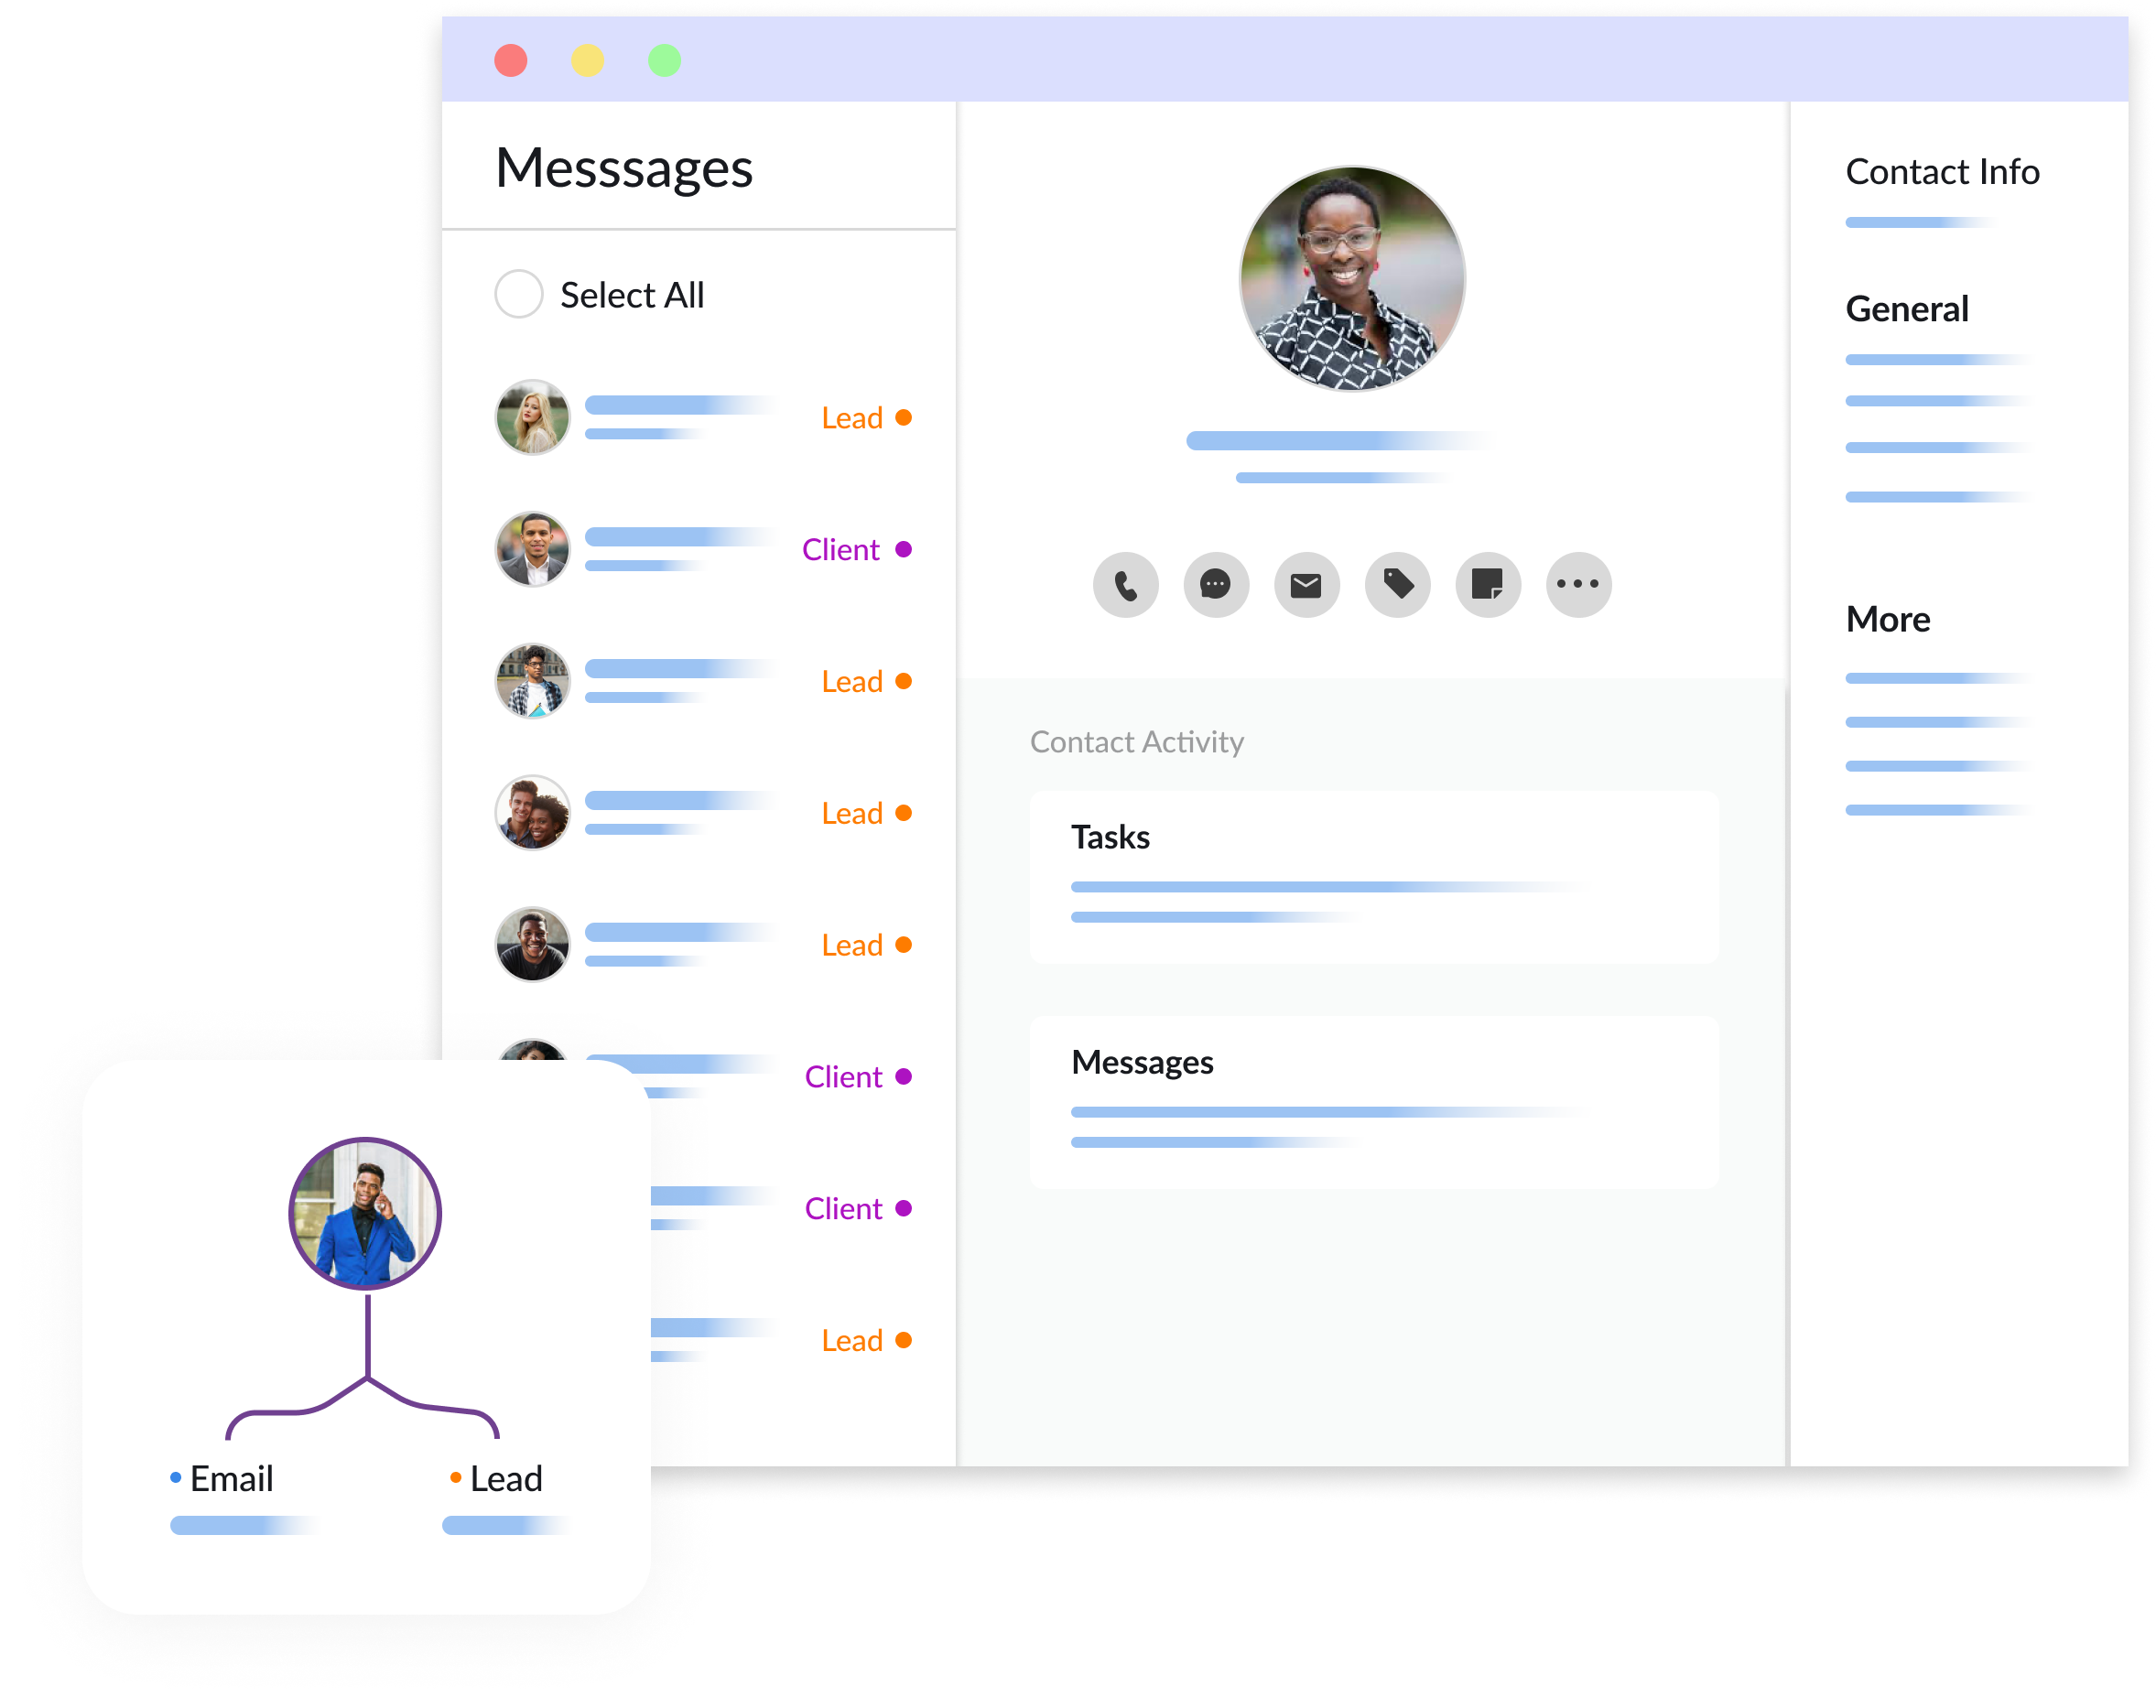 Messsages
Select All
Lead
Client
Lead
Lead
Lead
Client
Client
Lead
Contact Activity
Tasks
Messages
Contact Info
General
More
Email
Lead